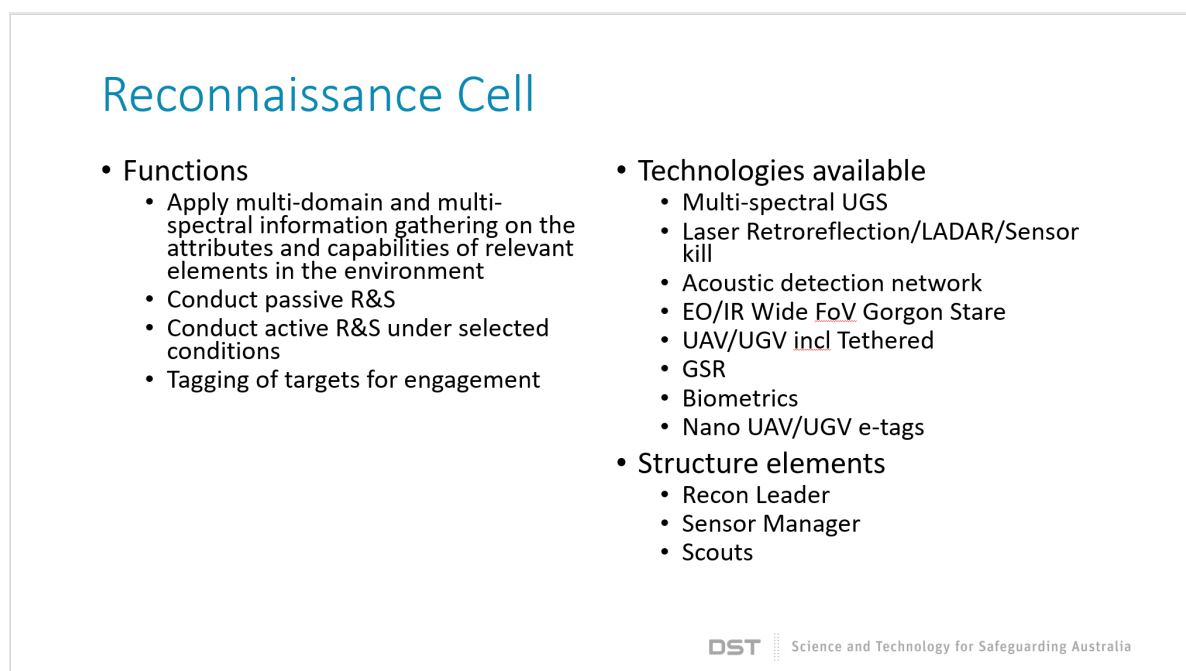 Reconnaissance Cell
• Functions
• Apply multi-domain and multi-
spectral information gathering on the
attributes and capabilities of relevant
elements in the environment
• Conduct passive R&S
• Conduct active R&S under selected
conditions
• Tagging of targets for engagement
• Technologies available
• Multi-spectral UGS
• Laser Retroreflection/LADAR/Sensor
kill
• Acoustic detection network
• EO/IR Wide FoV Gorgon Stare
• UAV/UGV incl Tethered
• GSR
• Biometrics
• Nano UAV/UGV e-tags
• Structure elements
• Recon Leader
• Sensor Manager
• Scouts
DST Science and Technology for Safeguarding Australia